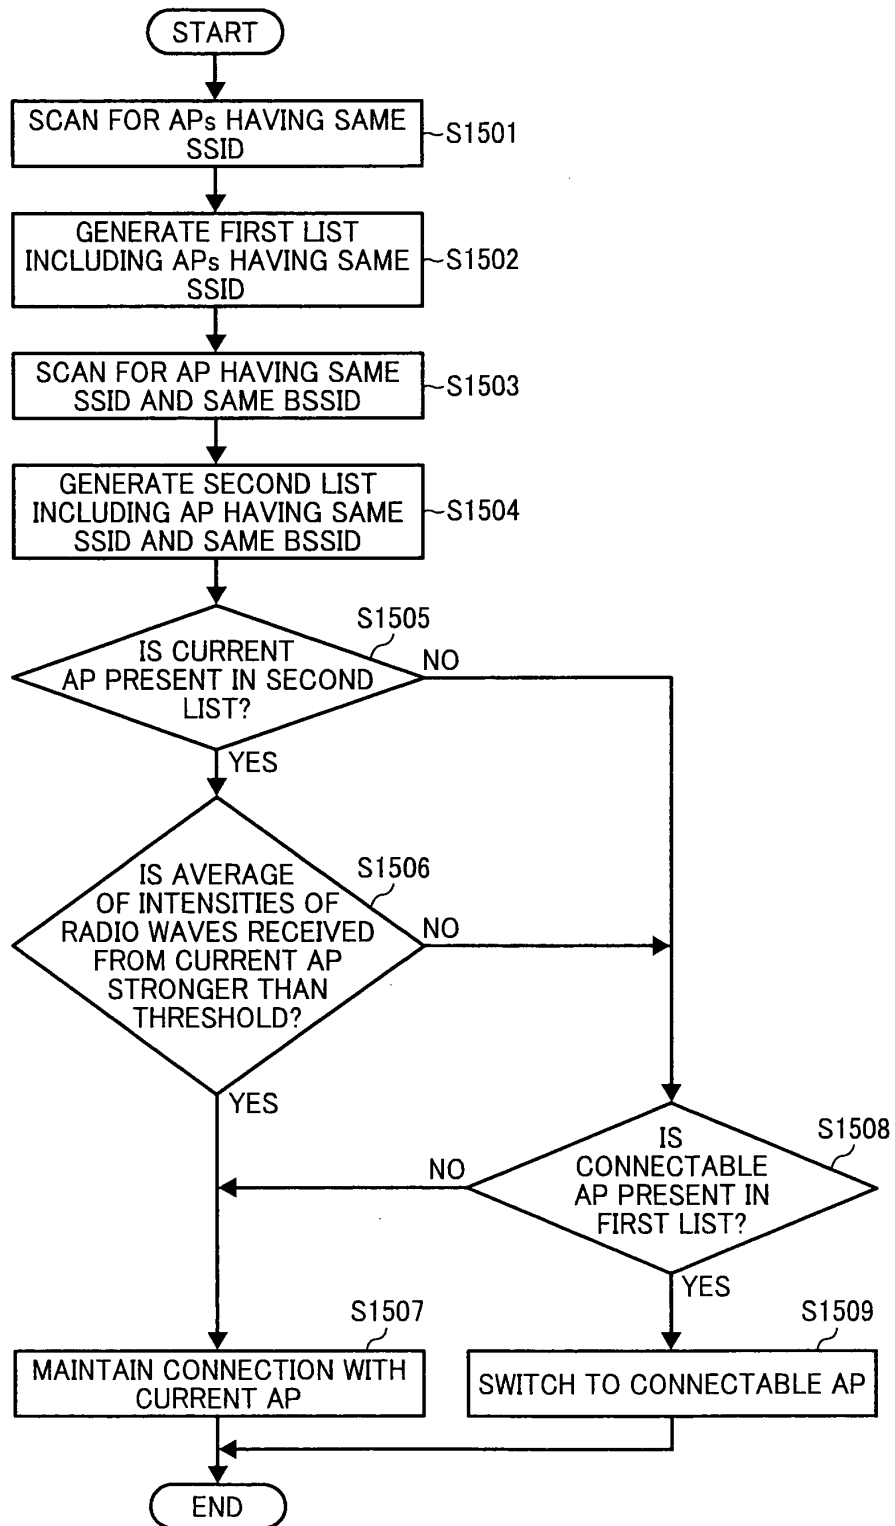 START
SCAN FOR APs HAVING SAME
SSID
S1501
GENERATE FIRST LIST
INCLUDING APs HAVING SAME
SSID
S1502
SCAN FOR AP HAVING SAME
SSID AND SAME BSSID
S1503
GENERATE SECOND LIST
INCLUDING AP HAVING SAME
SSID AND SAME BSSID
S1504
S1505
IS CURRENT
AP PRESENT IN SECOND
LIST?
NO
YES
S1506
IS AVERAGE
OF INTENSITIES OF
RADIO WAVES RECEIVED
FROM CURRENT AP
STRONGER THAN
THRESHOLD?
NO
YES
S1508
IS
CONNECTABLE
AP PRESENT IN
FIRST LIST?
NO
YES
S1507
MAINTAIN CONNECTION WITH
CURRENT AP
S1509
SWITCH TO CONNECTABLE AP
END